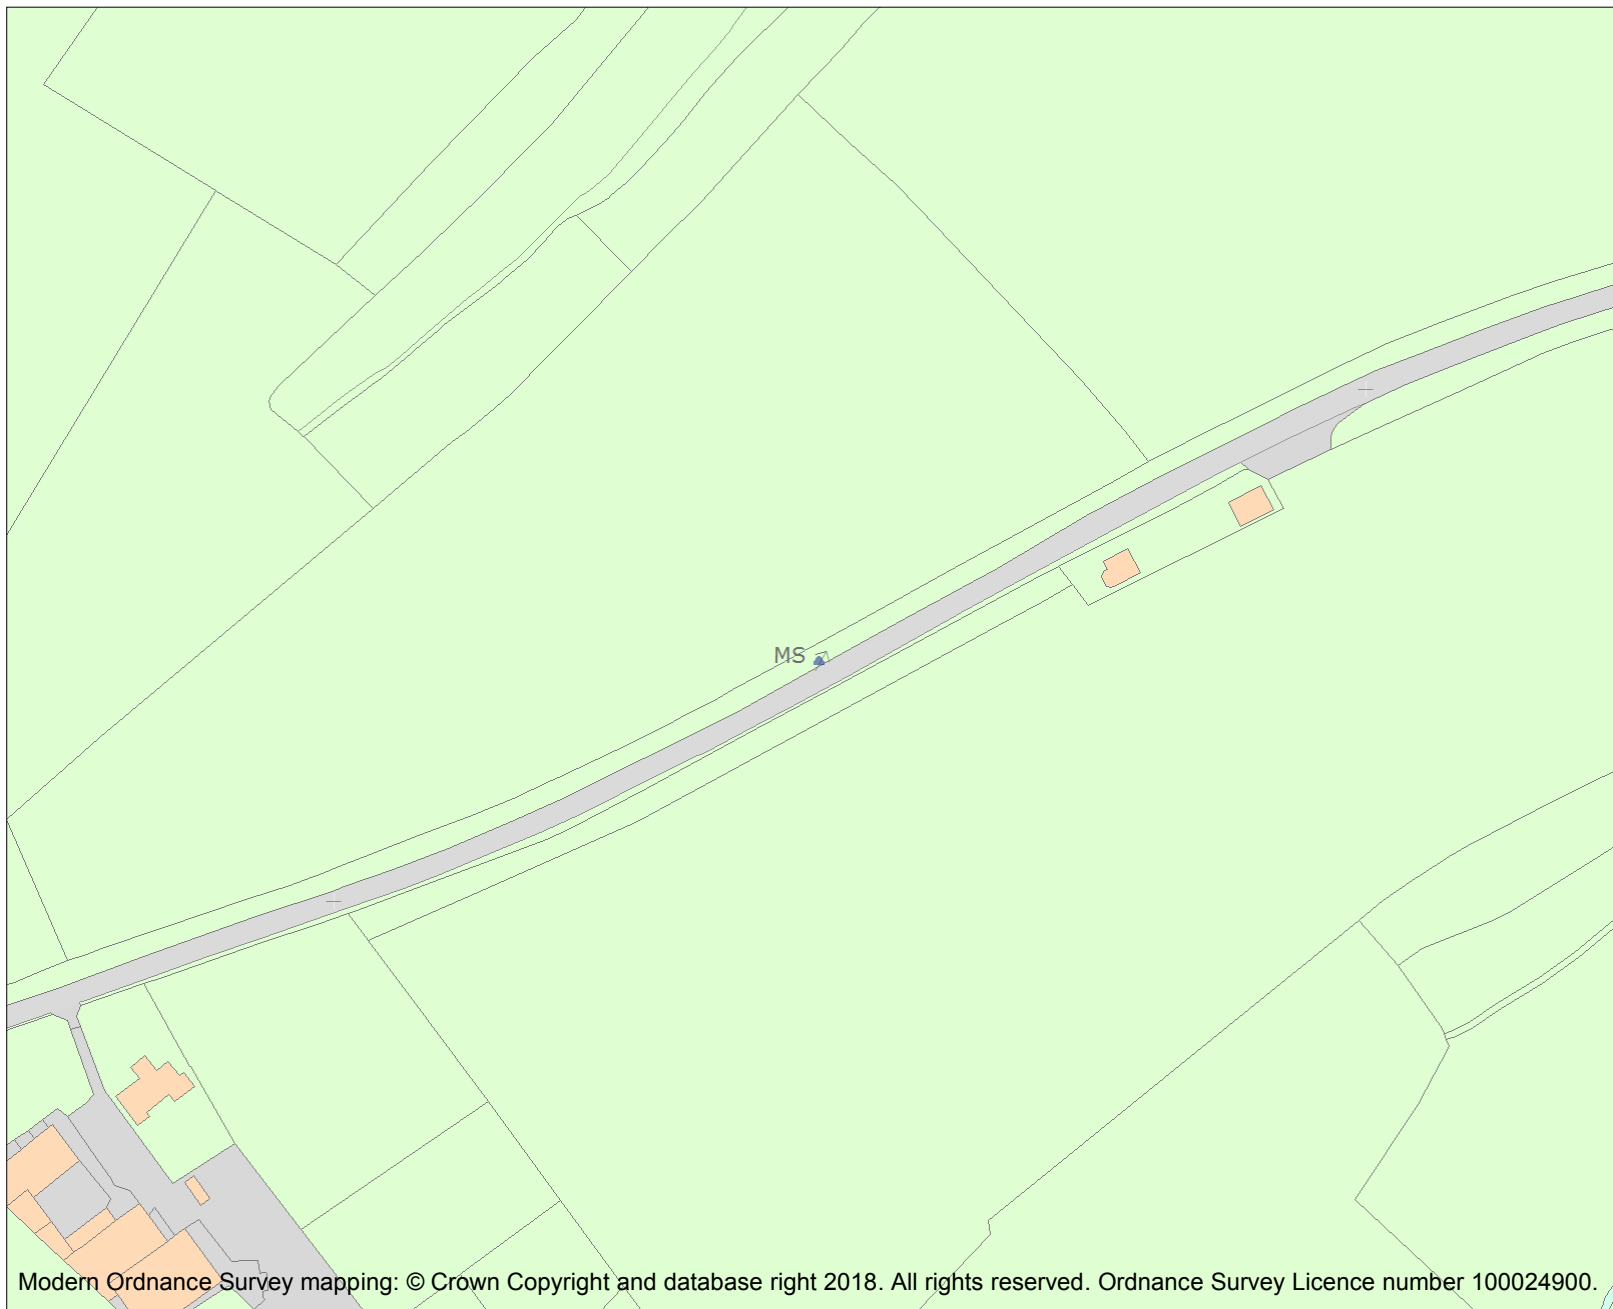 MS
Modern Ordnance Survey mapping: © Crown Copyright and database right 2018. All rights reserved. Ordnance Survey Licence number 100024900.